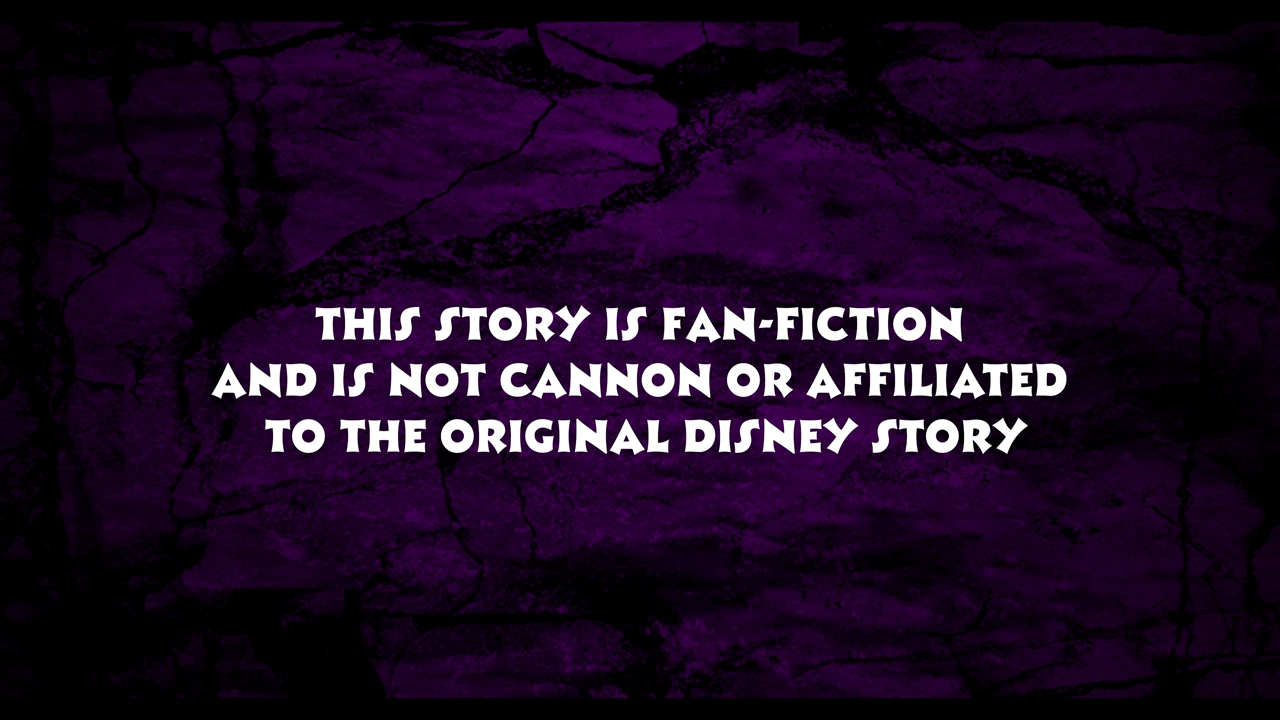 THIS STORY IS FAN-FICTION
AND IS NOT CANNON OR AFFILIATED
TO THE ORIGINAL DISNEY STORY